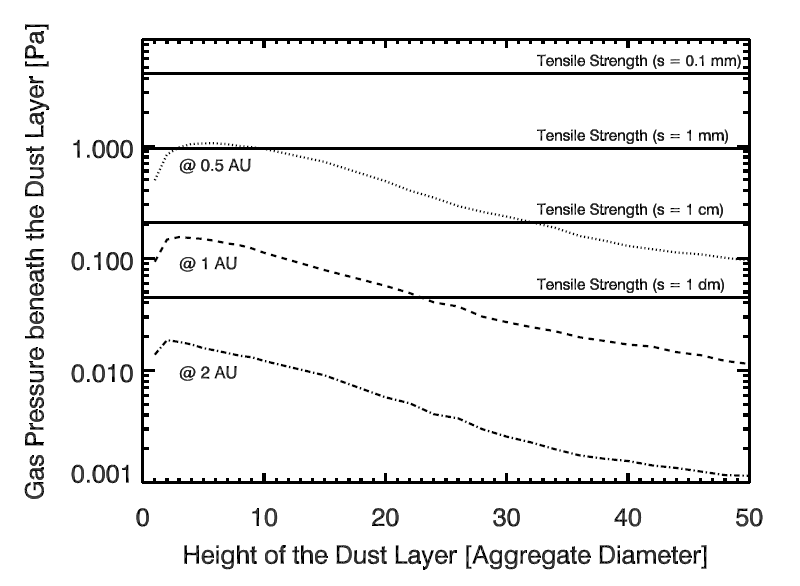 Gas Pressure beneath the Dust Layer [Pa]
Tensile Strength (s = 0.1 mm)
Tensile Strength (s = 1 mm)
1.000
@ 0.5 AU
Tensile Strength (s = 1 cm)
0.100
@ 1 AU
Tensile Strength (s = 1 dm)
0.010
@ 2 AU
0.001
0 10 20 30 40 50
Height of the Dust Layer [Aggregate Diameter]